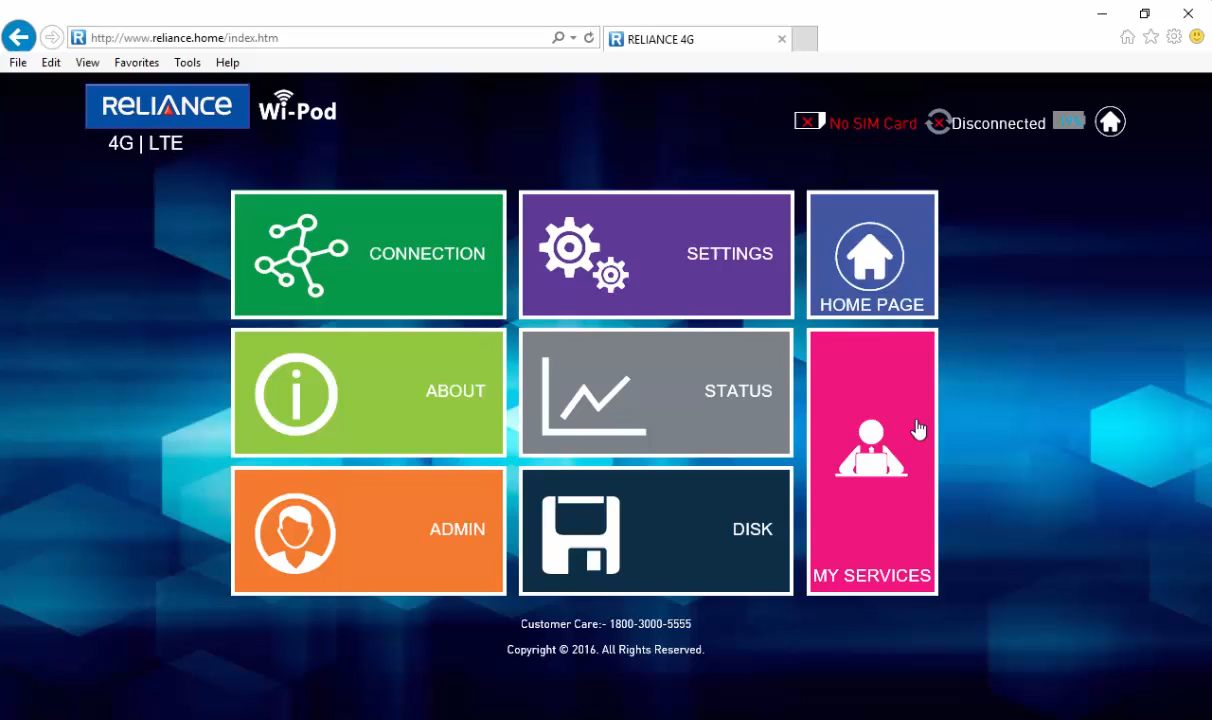 http://www.reliance.home/index.htm
RELIANCE 4G
File Edit View Favorites Tools Help
RELIANCE Wi-Pod
4G | LTE
No SIM Card Disconnected
CONNECTION
SETTINGS
HOME PAGE
ABOUT
STATUS
ADMIN
DISK
MY SERVICES
Customer Care:- 1800-3000-5555
Copyright © 2016. All Rights Reserved.